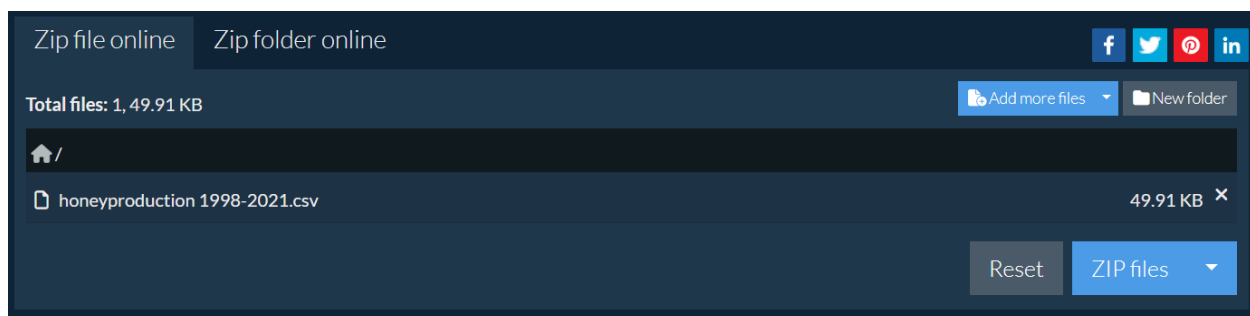 Zip file online Zip folder online
Total files: 1, 49.91 KB Add more files New folder
/
honeyproduction 1998-2021.csv 49.91 KB ×
Reset ZIP files